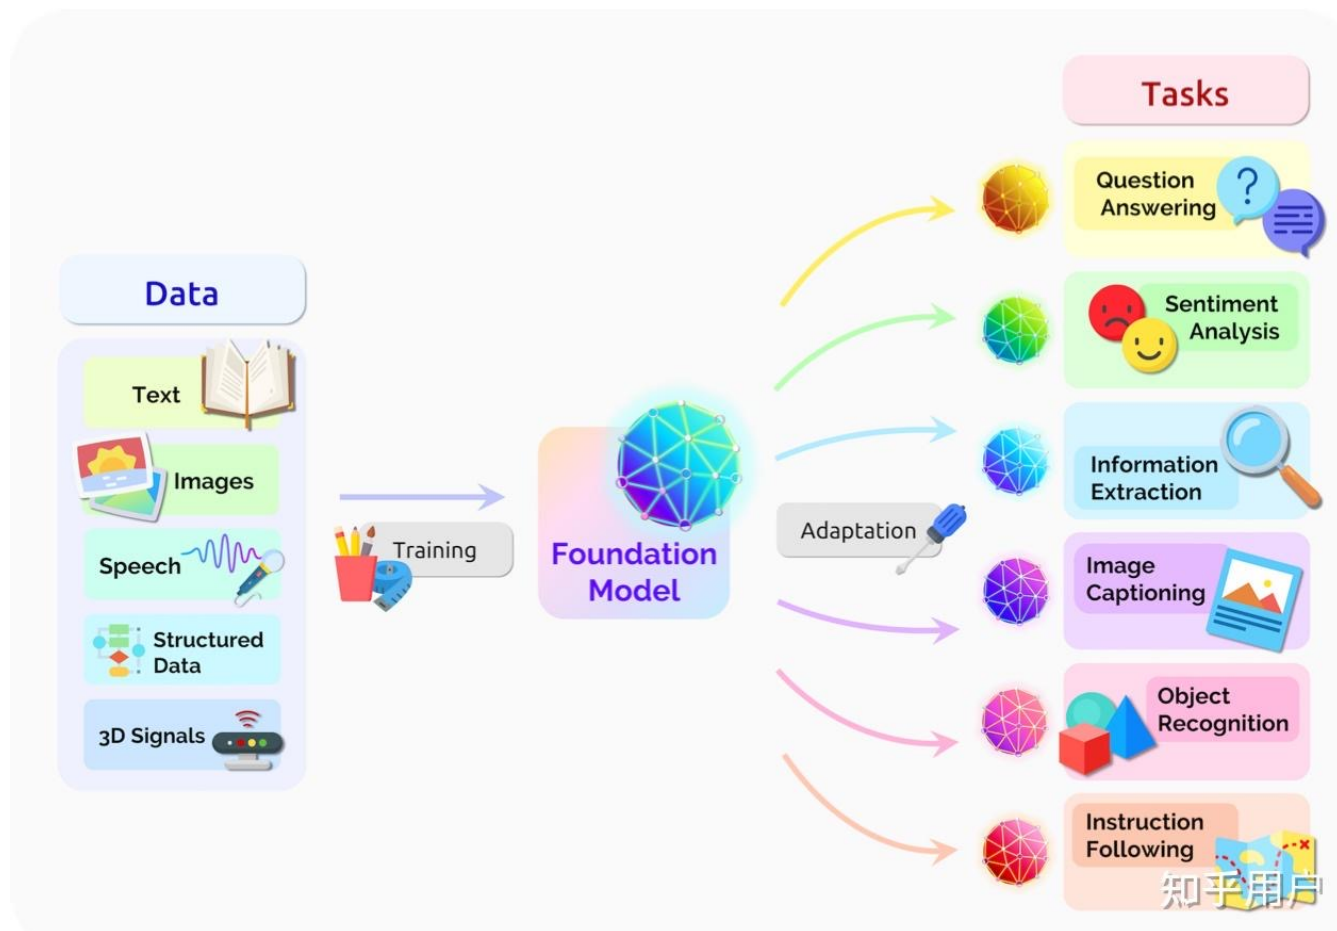 Data
Text
Images
Speech
Structured
Data
3D Signals
Training
Foundation
Model
Adaptation
Tasks
Question
Answering
Sentiment
Analysis
Information
Extraction
Image
Captioning
Object
Recognition
Instruction
Following
知乎用户